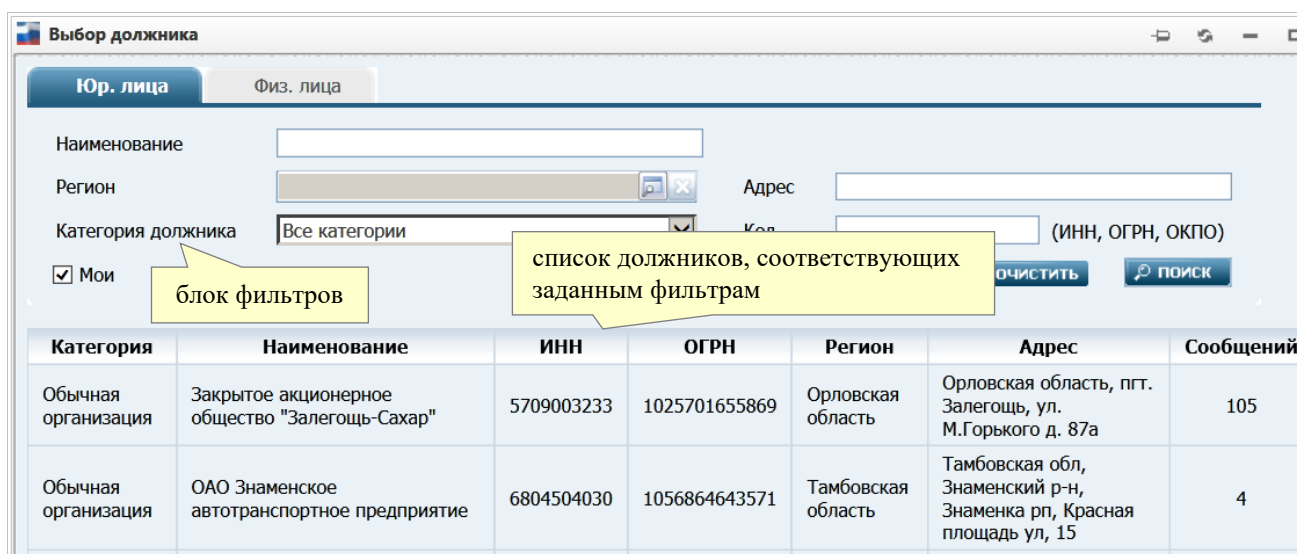 Выбор должника
Юр. лица
Физ. лица
Наименование
Регион
Адрес
Категория должника
Все категории
Код
(ИНН, ОГРН, ОКПО)
Мои
блок фильтров
список должников, соответствующих
заданным фильтрам
ОЧИСТИТЬ
ПОИСК
Категория
Наименование
ИНН
ОГРН
Регион
Адрес
Сообщений
Обычная
организация
Закрытое акционерное
общество "Залегощь-Сахар"
5709003233
1025701655869
Орловская
область
Орловская область, пгт.
Залегощь, ул.
М.Горького д. 87а
105
Обычная
организация
ОАО Знаменское
автотранспортное предприятие
6804504030
1056864643571
Тамбовская
область
Тамбовская обл,
Знаменский р-н,
Знаменка рп, Красная
площадь ул, 15
4